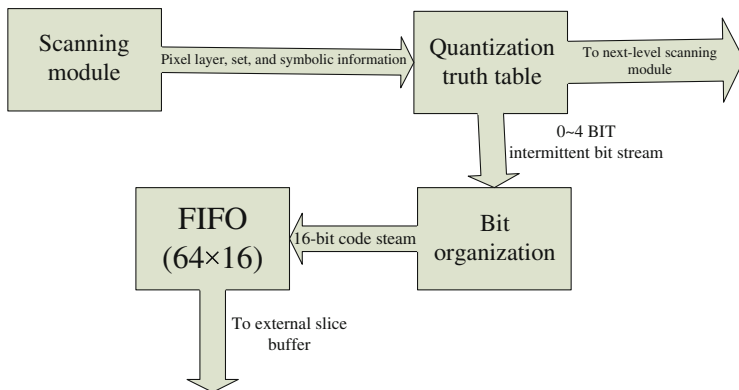 Scanning
module
Pixel layer, set, and symbolic information
Quantization
truth table
To next-level scanning
module
0~4 BIT
intermittent bit stream
FIFO
(64×16)
16-bit code steam
Bit
organization
To external slice
buffer